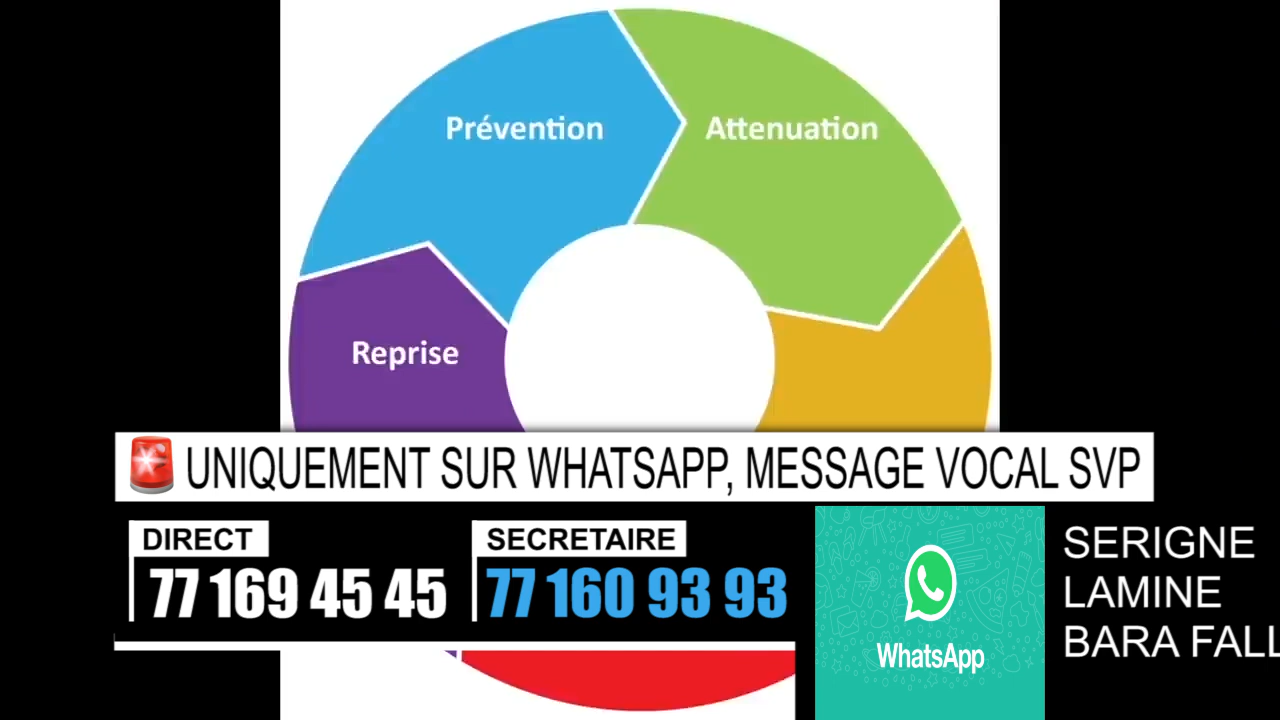 Prévention
Attenuation
Reprise
UNIQUEMENT SUR WHATSAPP, MESSAGE VOCAL SVP
DIRECT
77 169 45 45
SECRETAIRE
77 160 93 93
WhatsApp
SERIGNE
LAMINE
BARA FALL